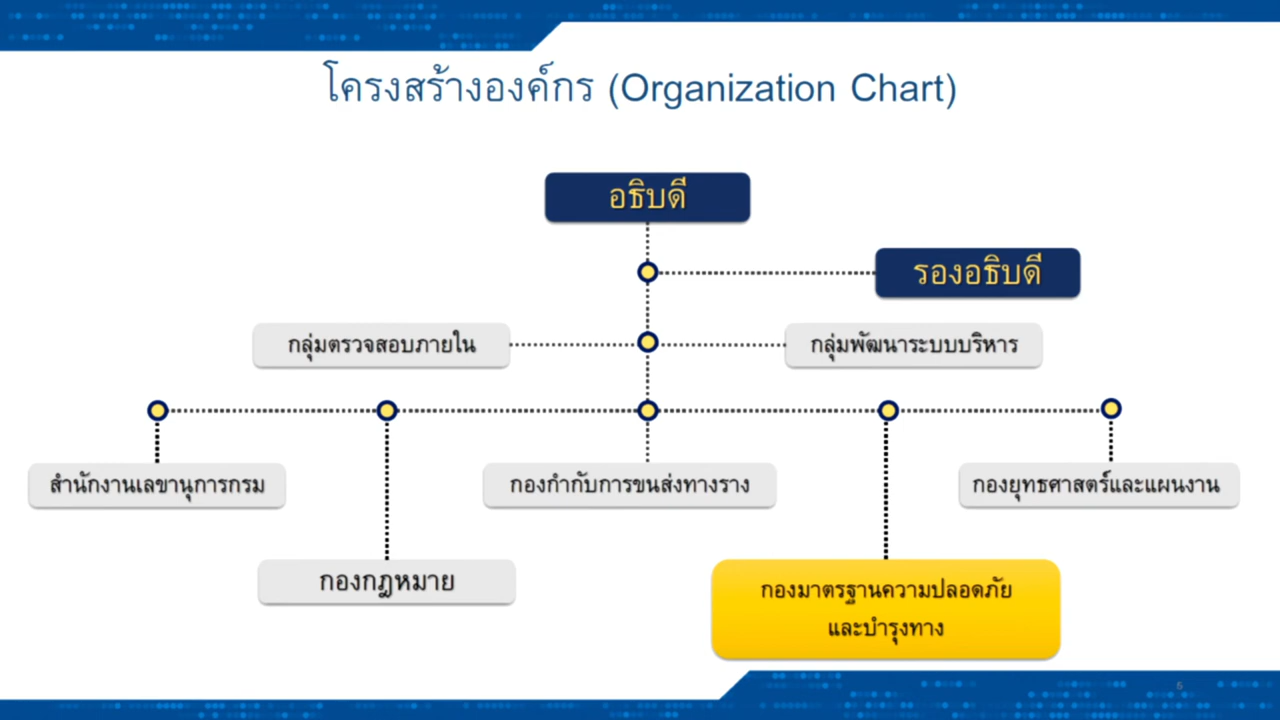 โครงสร้างองค์กร (Organization Chart)
อธิบดี
รองอธิบดี
กลุ่มตรวจสอบภายใน
กลุ่มพัฒนาระบบบริหาร
สำนักงานเลขานุการกรม
กองกำกับการขนส่งทางราง
กองยุทธศาสตร์และแผนงาน
กองกฎหมาย
กองมาตรฐานความปลอดภัย
และบำรุงทาง